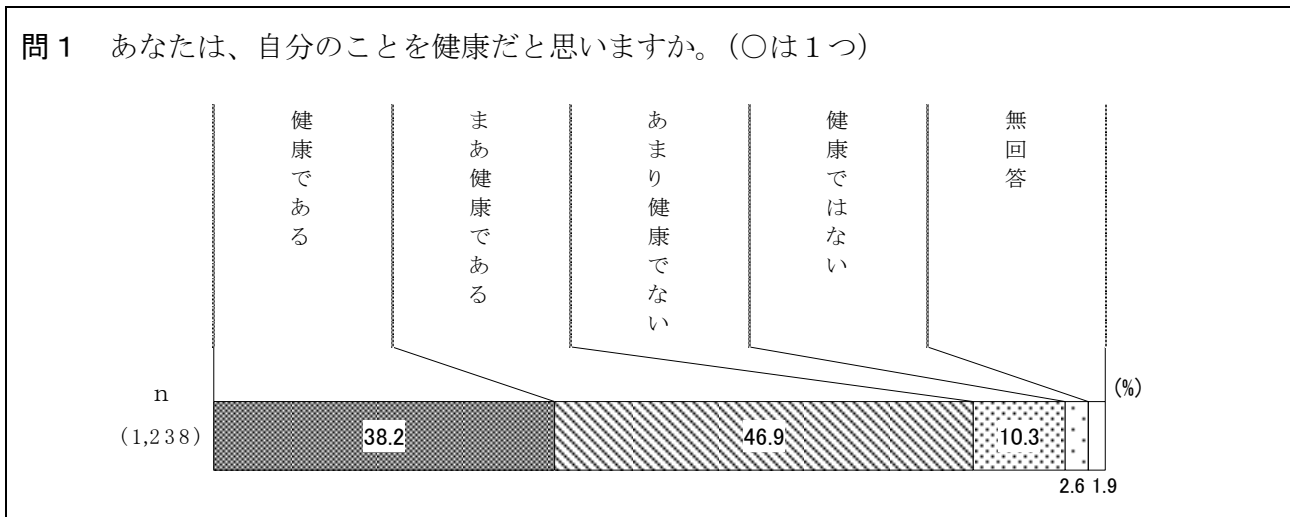 問1 あなたは、自分のことを健康だと思いますか。(○は1つ)
健康である
まあ健康である
あまり健康でない
健康ではない
無回答
(%)
n
(1,238)
38.2
46.9
10.3
2.6
1.9